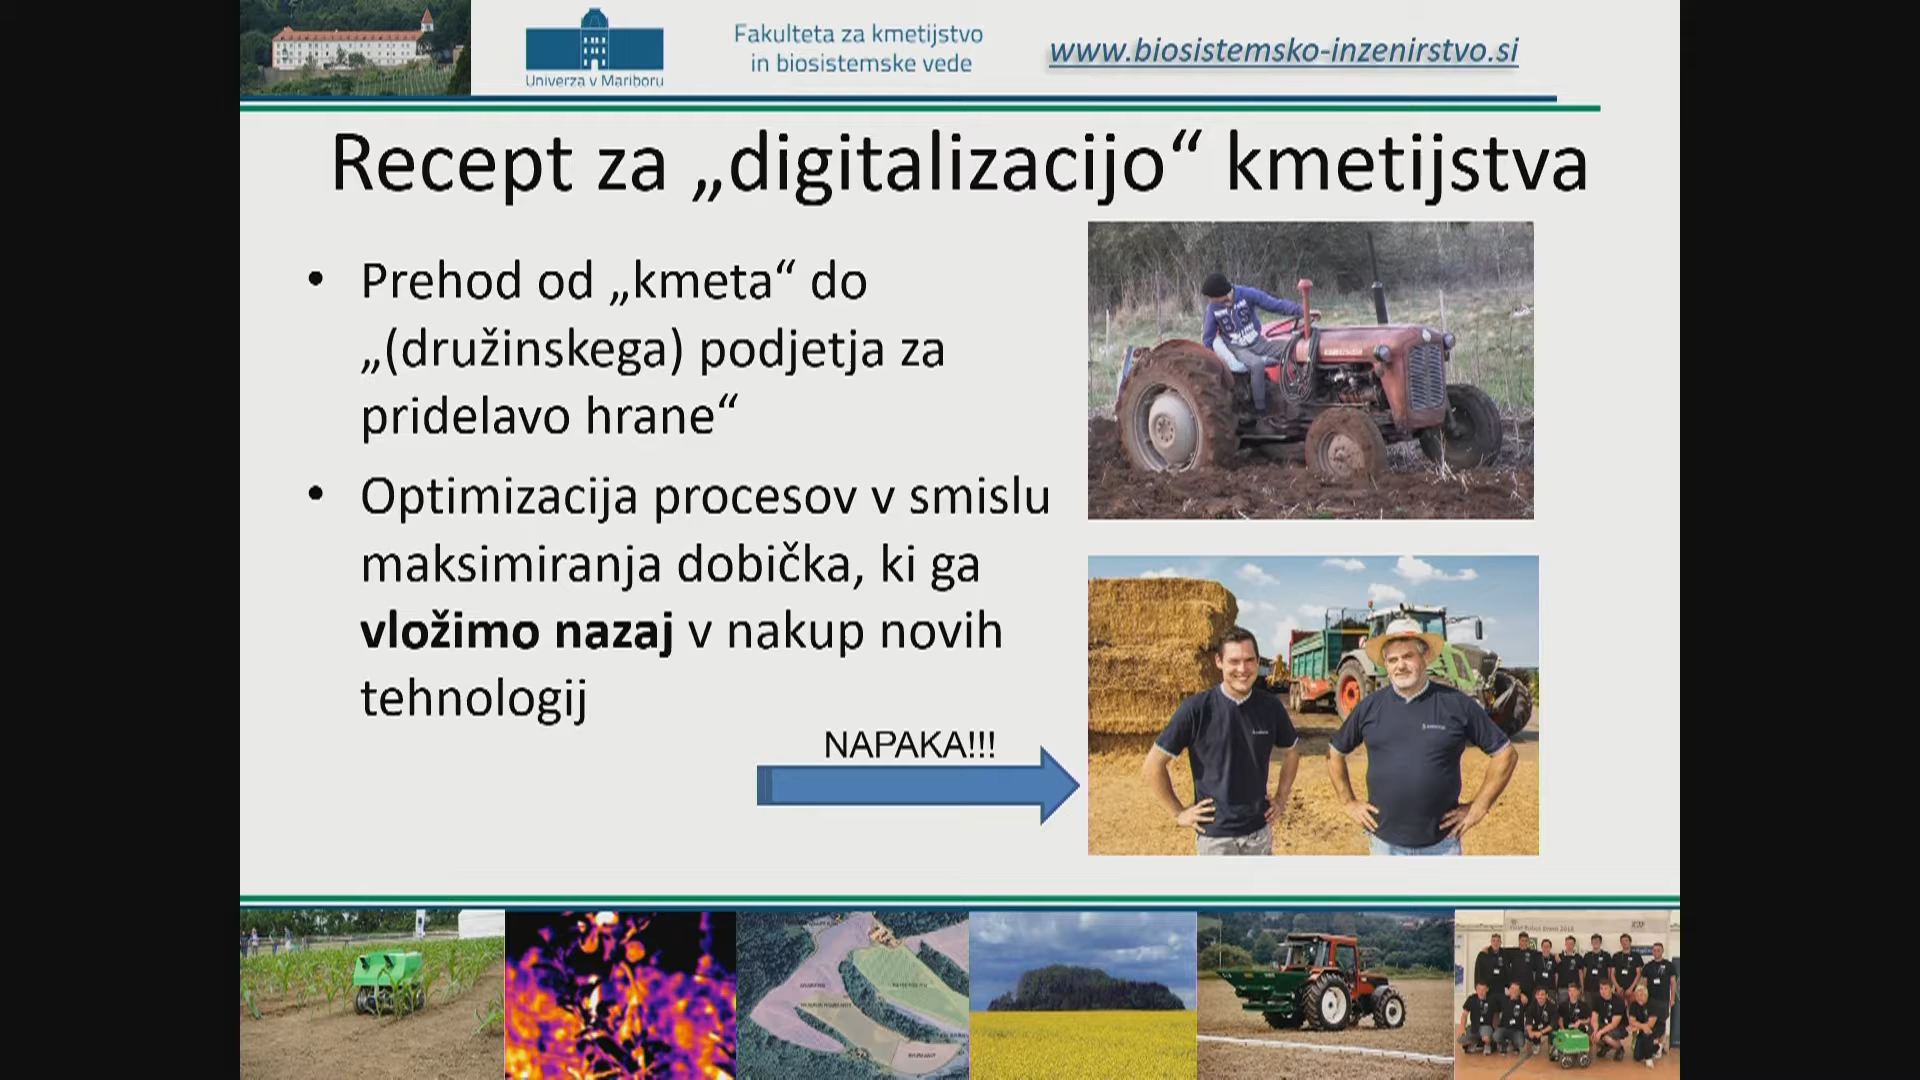 Univerza v Mariboru
Fakulteta za kmetijstvo
in biosistemske vede
www.biosistemsko-inzenirstvo.si
Recept za „digitalizacijo“ kmetijstva
• Prehod od „kmeta“ do
„(družinskega) podjetja za
pridelavo hrane“
• Optimizacija procesov v smislu
maksimiranja dobička, ki ga
vložimo nazaj v nakup novih
tehnologij
NAPAKA!!!